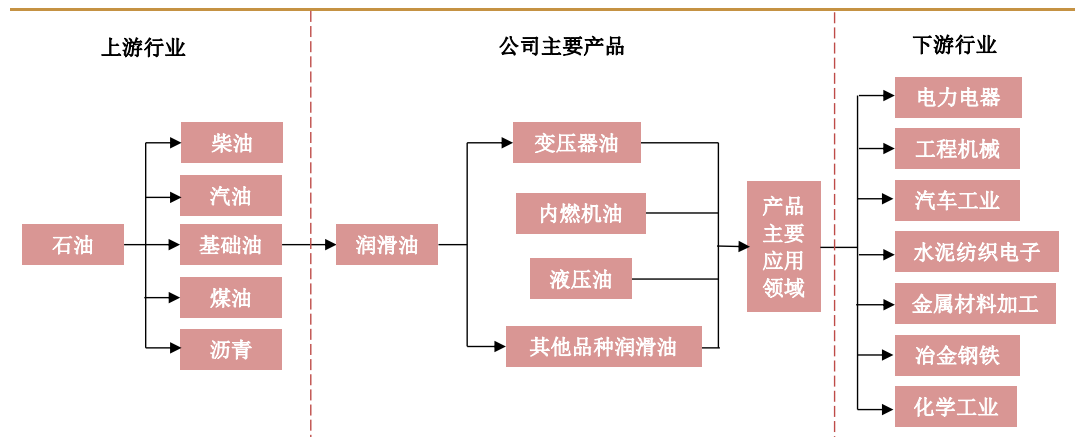 上游行业
公司主要产品
下游行业
石油
柴油
汽油
基础油
煤油
沥青
润滑油
变压器油
内燃机油
液压油
其他品种润滑油
产品
主要
应用
领域
电力电器
工程机械
汽车工业
水泥纺织电子
金属材料加工
冶金钢铁
化学工业